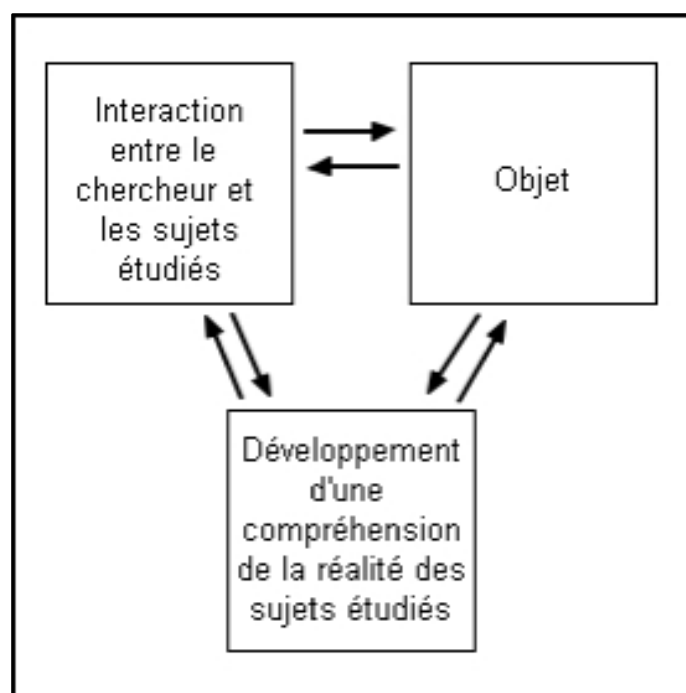 Interaction
entre le
chercheur et
les sujets
étudiés
Objet
Développement
d'une
compréhension
de la réalité des
sujets étudiés